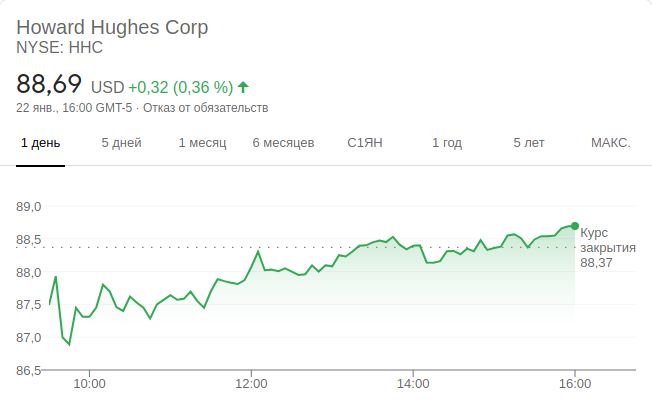 Howard Hughes Corp
NYSE: HHC
88,69 USD +0,32 (0,36 %)
22 янв., 16:00 GMT-5 · Отказ от обязательств
1 день 5 дней 1 месяц 6 месяцев С1ЯН 1 год 5 лет МАКС.
89,0
88,5
88,0
87,5
87,0
86,5
Курс
закрытия
88,37
10:00 12:00 14:00 16:00